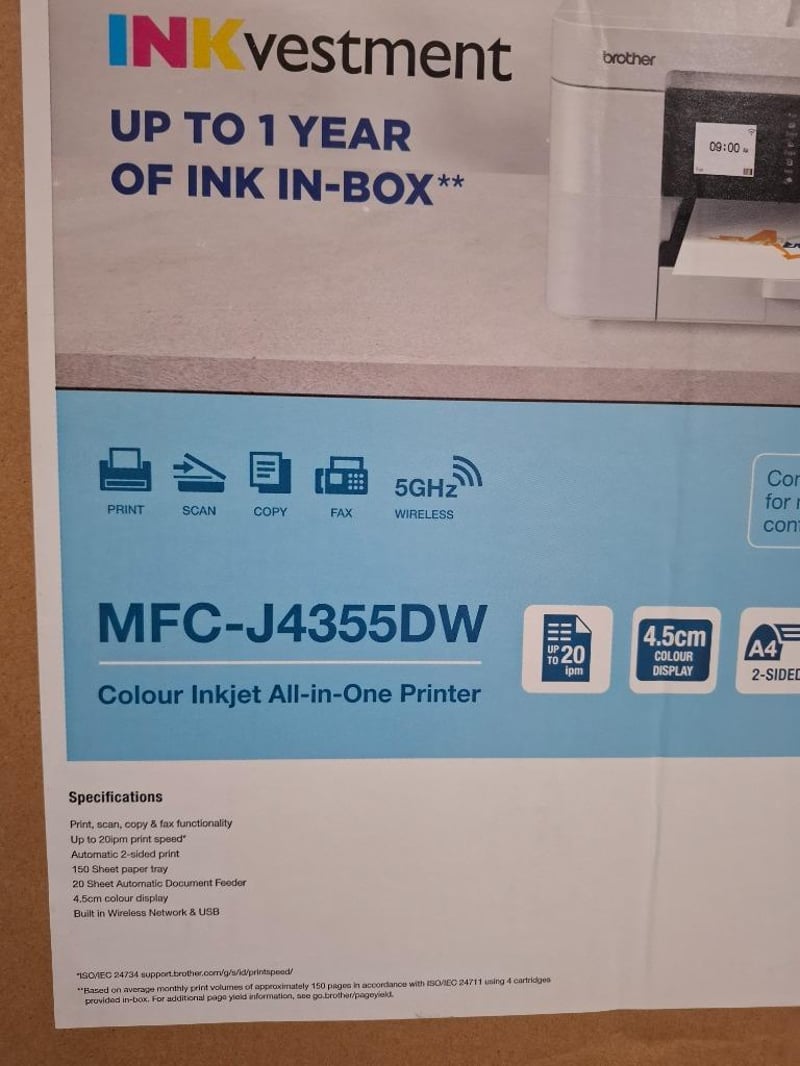 INKvestment
brother
UP TO 1 YEAR
OF INK IN-BOX**
09:00
PRINT
SCAN
COPY
FAX
5GHz
WIRELESS
Con
for
con
MFC-J4355DW
Colour Inkjet All-in-One Printer
UP TO 20
ipm
4.5cm
COLOUR
DISPLAY
A4
2-SIDED
Specifications
Print, scan, copy & fax functionality
Up to 20ipm print speed*
Automatic 2-sided print
150 Sheet paper tray
20 Sheet Automatic Document Feeder
4.5cm colour display
Built in Wireless Network & USB
*ISO/IEC 24734 support.brother.com/g/s/id/printspeed/
**Based on average monthly print volumes of approximately 150 pages in accordance with ISO/IEC 24711 using 4 cartridges
provided in-box. For additional page yield information, see go.brother/pageyield.